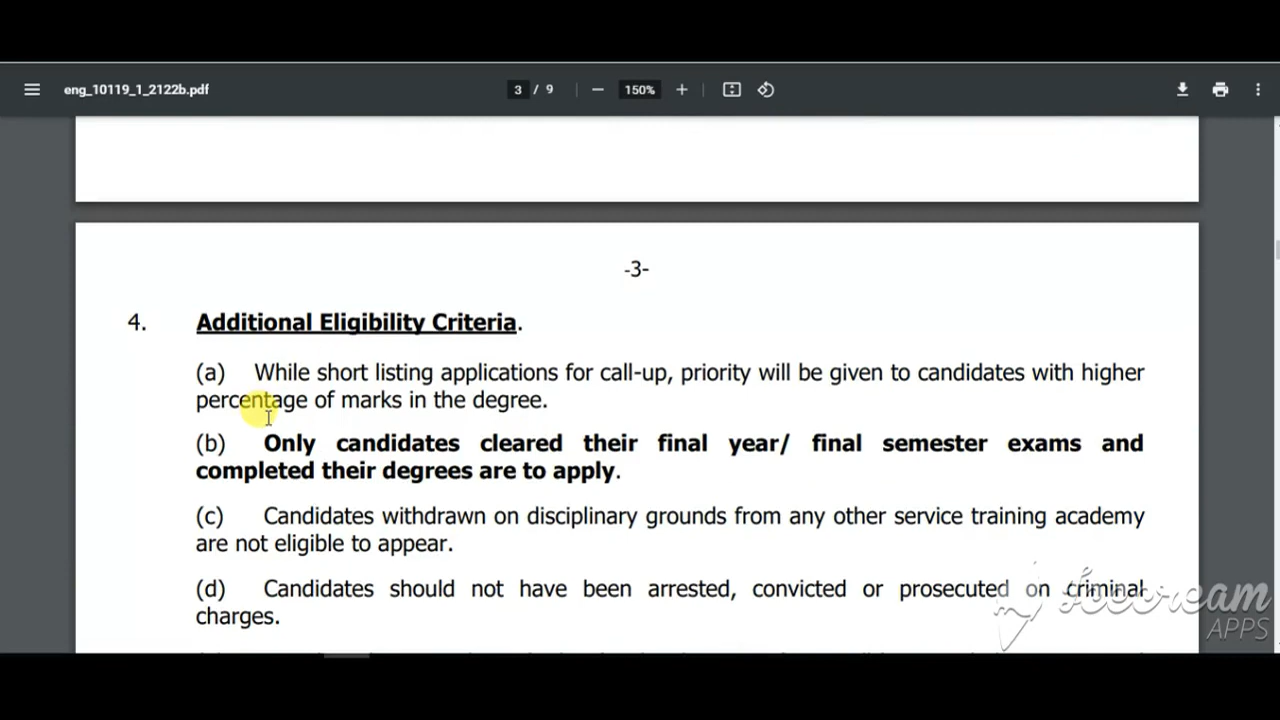 eng_10119_1_2122b.pdf
3 / 9
150%
-3-
4. Additional Eligibility Criteria.
(a) While short listing applications for call-up, priority will be given to candidates with higher
percentage of marks in the degree.
(b) Only candidates cleared their final year/ final semester exams and
completed their degrees are to apply.
(c) Candidates withdrawn on disciplinary grounds from any other service training academy
are not eligible to appear.
(d) Candidates should not have been arrested, convicted or prosecuted on criminal
charges.
Icecream
APPS